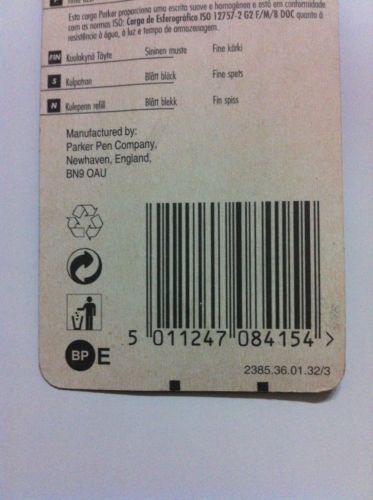 Esta carga Parker proporciona uma escrita suave e homogénea e está em conformidade
com as normas ISO: Carga de Esferográfica ISO 12757-2 G2 F/M/B DOC quanto à
resistência à água, à luz e tempo de armazenagem.
FIN Kuulakynä Täyte Sininen muste Fine kärki
S Kulpatron Blått bläck Fine spets
N Kulepenn refill Blått blekk Fin spiss
Manufactured by:
Parker Pen Company,
Newhaven, England,
BN9 OAU
5 011247 084154 >
BP E
2385.36.01.32/3